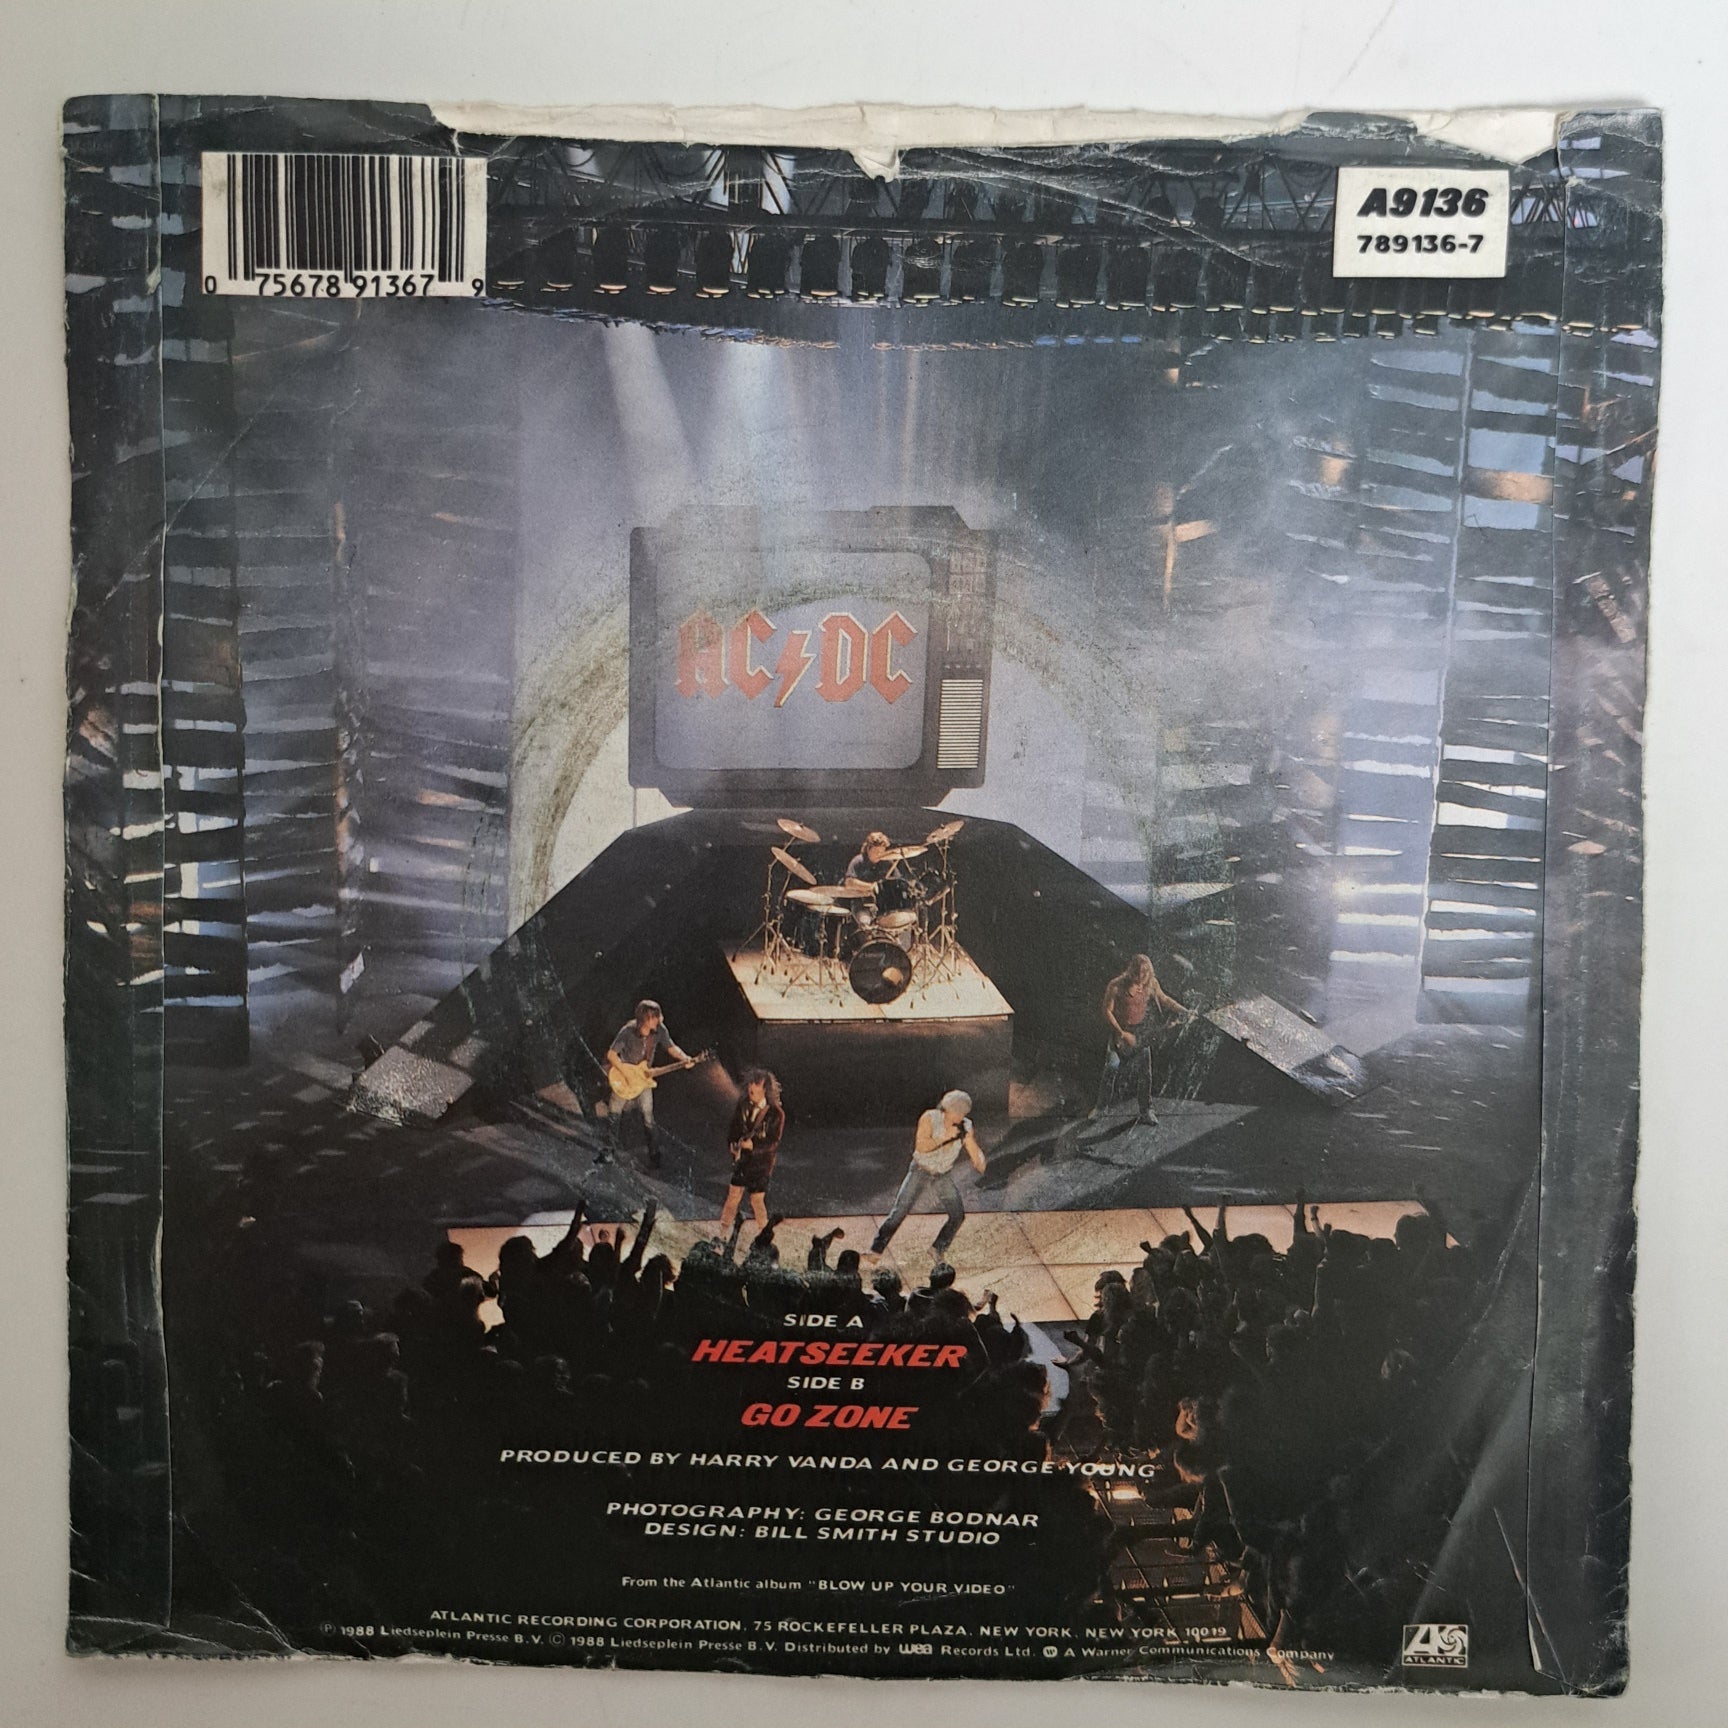 0 75678 91367 9
A9136
789136-7
AC⚡DC
SIDE A
HEATSEEKER
SIDE B
GO ZONE
PRODUCED BY HARRY VANDA AND GEORGE YOUNG
PHOTOGRAPHY: GEORGE BODNAR
DESIGN: BILL SMITH STUDIO
From the Atlantic album "BLOW UP YOUR VIDEO"
ATLANTIC RECORDING CORPORATION, 75 ROCKEFELLER PLAZA, NEW YORK, NEW YORK 10019
Ⓟ 1988 Liedseplein Presse B.V. © 1988 Liedseplein Presse B.V. Distributed by wea Records Ltd. Ⓦ A Warner Communications Company
ATLANTIC